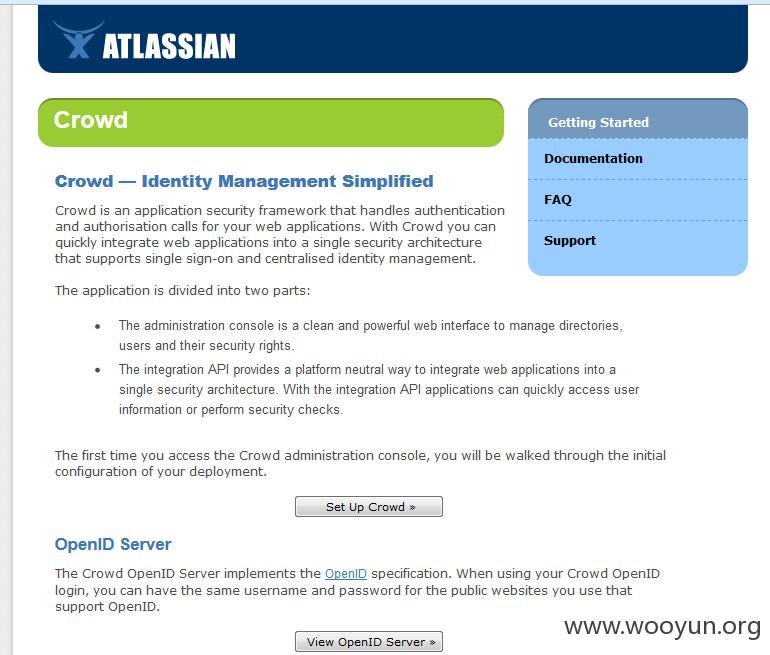 ATLASSIAN
Crowd
Getting Started
Documentation
FAQ
Support
Crowd — Identity Management Simplified
Crowd is an application security framework that handles authentication
and authorisation calls for your web applications. With Crowd you can
quickly integrate web applications into a single security architecture
that supports single sign-on and centralised identity management.
The application is divided into two parts:
• The administration console is a clean and powerful web interface to manage directories,
users and their security rights.
• The integration API provides a platform neutral way to integrate web applications into a
single security architecture. With the integration API applications can quickly access user
information or perform security checks.
The first time you access the Crowd administration console, you will be walked through the initial
configuration of your deployment.
Set Up Crowd »
OpenID Server
The Crowd OpenID Server implements the OpenID specification. When using your Crowd OpenID
login, you can have the same username and password for the public websites you use that
support OpenID.
View OpenID Server »
www.wooyun.org